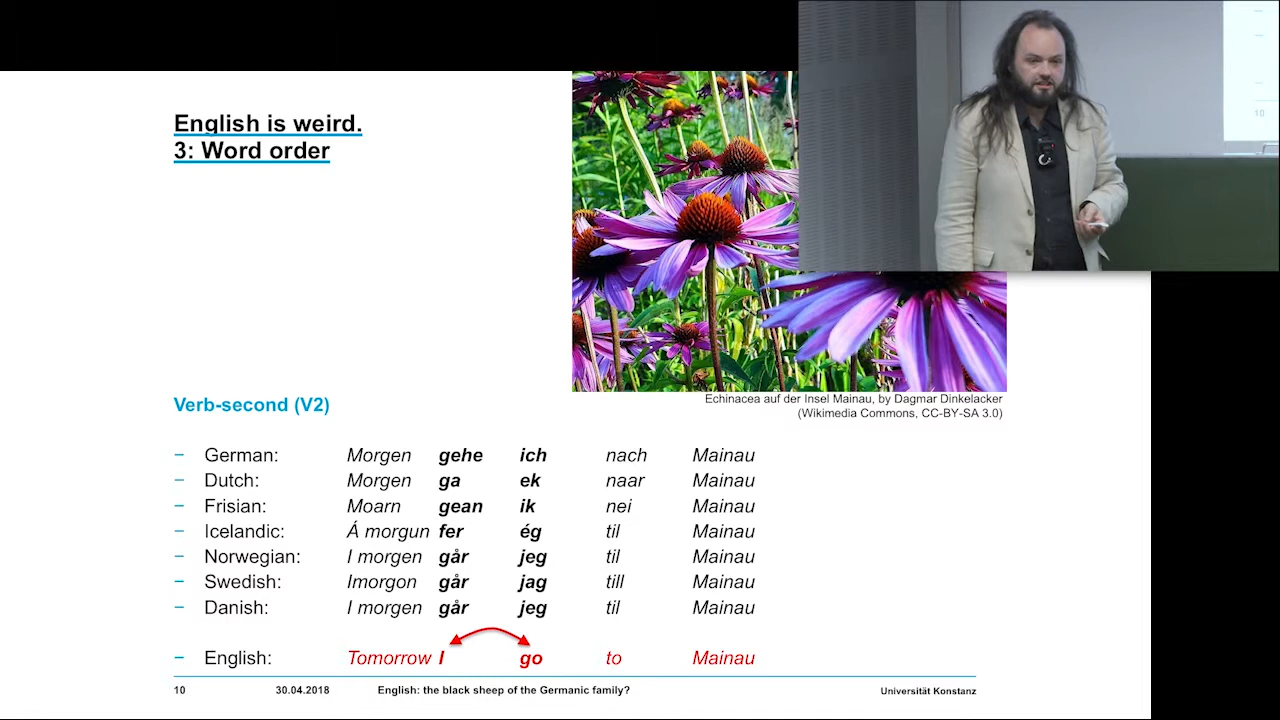 English is weird.
3: Word order
10
Echinacea auf der Insel Mainau, by Dagmar Dinkelacker
(Wikimedia Commons, CC-BY-SA 3.0)
Verb-second (V2)
– German: Morgen gehe ich nach Mainau
– Dutch: Morgen ga ek naar Mainau
– Frisian: Moarn gean ik nei Mainau
– Icelandic: Á morgun fer ég til Mainau
– Norwegian: I morgen går jeg til Mainau
– Swedish: Imorgon går jag till Mainau
– Danish: I morgen går jeg til Mainau
– English: Tomorrow I go to Mainau
10 30.04.2018 English: the black sheep of the Germanic family? Universität Konstanz